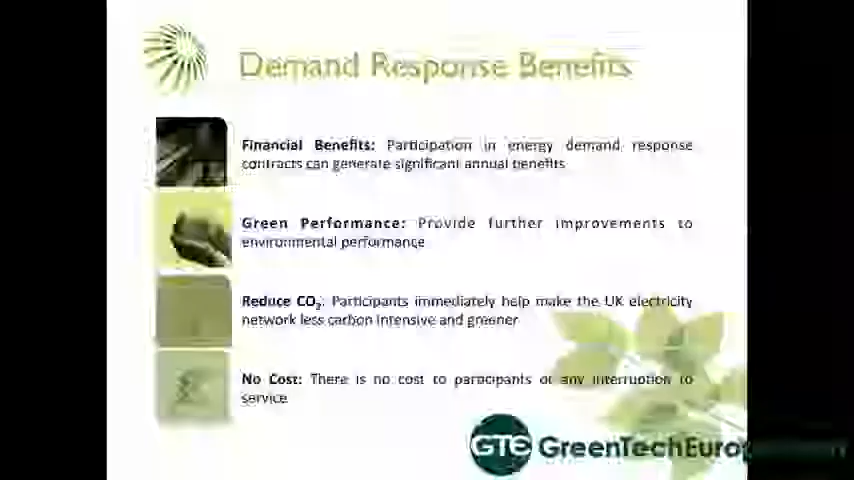 Demand Response Benefits
Financial Benefits: Participation in energy demand response
contracts can generate significant annual benefits
Green Performance: Provide further improvements to
environmental performance
Reduce CO₂: Participants immediately help make the UK electricity
network less carbon intensive and greener
No Cost: There is no cost to participants or any interruption to
service
GTE GreenTechEurope